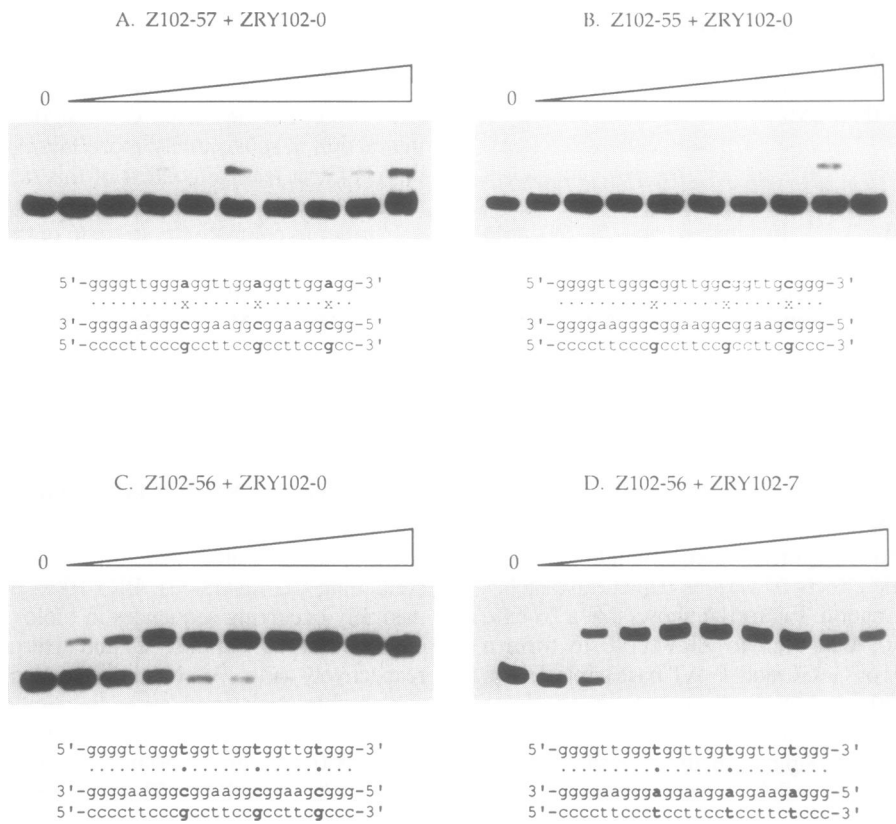 A. Z102-57 + ZRY102-0
0
5'-ggggttgggaggttggaggttggagg-3'
·········x······x······x··
3'-ggggaagggcggaaggcggaaggcgg-5'
5'-ccccttcccgccttccgccttccgcc-3'
B. Z102-55 + ZRY102-0
0
5'-ggggttgggcggttggcggttgcggg-3'
·········x······x·····x···
3'-ggggaagggcggaaggcggaagcggg-5'
5'-ccccttcccgccttccgccttcgccc-3'
C. Z102-56 + ZRY102-0
0
5'-ggggttgggtggttggtggttgtggg-3'
·········•······•·····•···
3'-ggggaagggcggaaggcggaagcggg-5'
5'-ccccttcccgccttccgccttcgccc-3'
D. Z102-56 + ZRY102-7
0
5'-ggggttgggtggttggtggttgtggg-3'
·········•······•·····•···
3'-ggggaagggaggaaggaggaagaggg-5'
5'-ccccttccctccttcctccttctccc-3'